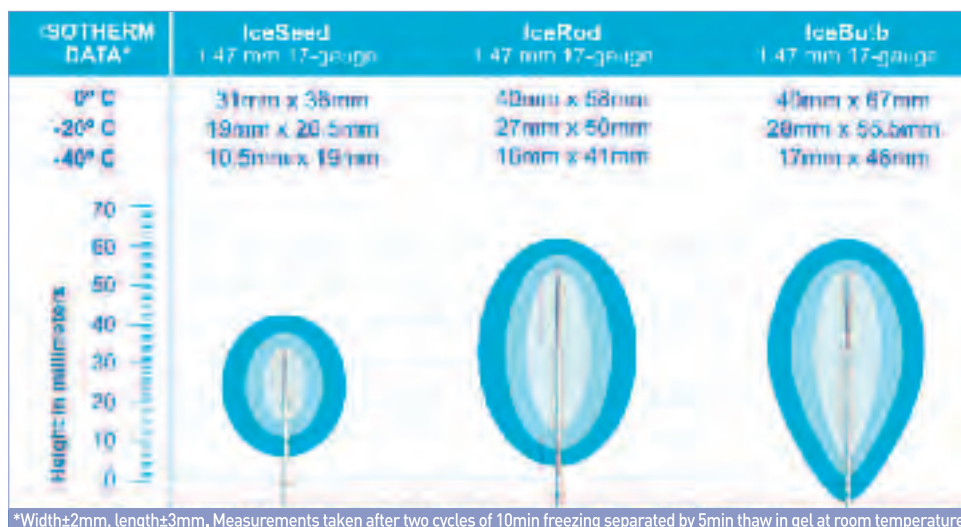 ISOTHERM DATA*
IceSeed
1.47 mm 17-gauge
IceRod
1.47 mm 17-gauge
IceBulb
1.47 mm 17-gauge
0° C 31mm x 36mm 40mm x 58mm 40mm x 67mm
-20° C 19mm x 26.5mm 27mm x 50mm 28mm x 55.5mm
-40° C 10.5mm x 19mm 16mm x 41mm 17mm x 46mm
Height in millimeters
70
60
50
40
30
20
10
0
*Width±2mm, length±3mm. Measurements taken after two cycles of 10min freezing separated by 5min thaw in gel at room temperature